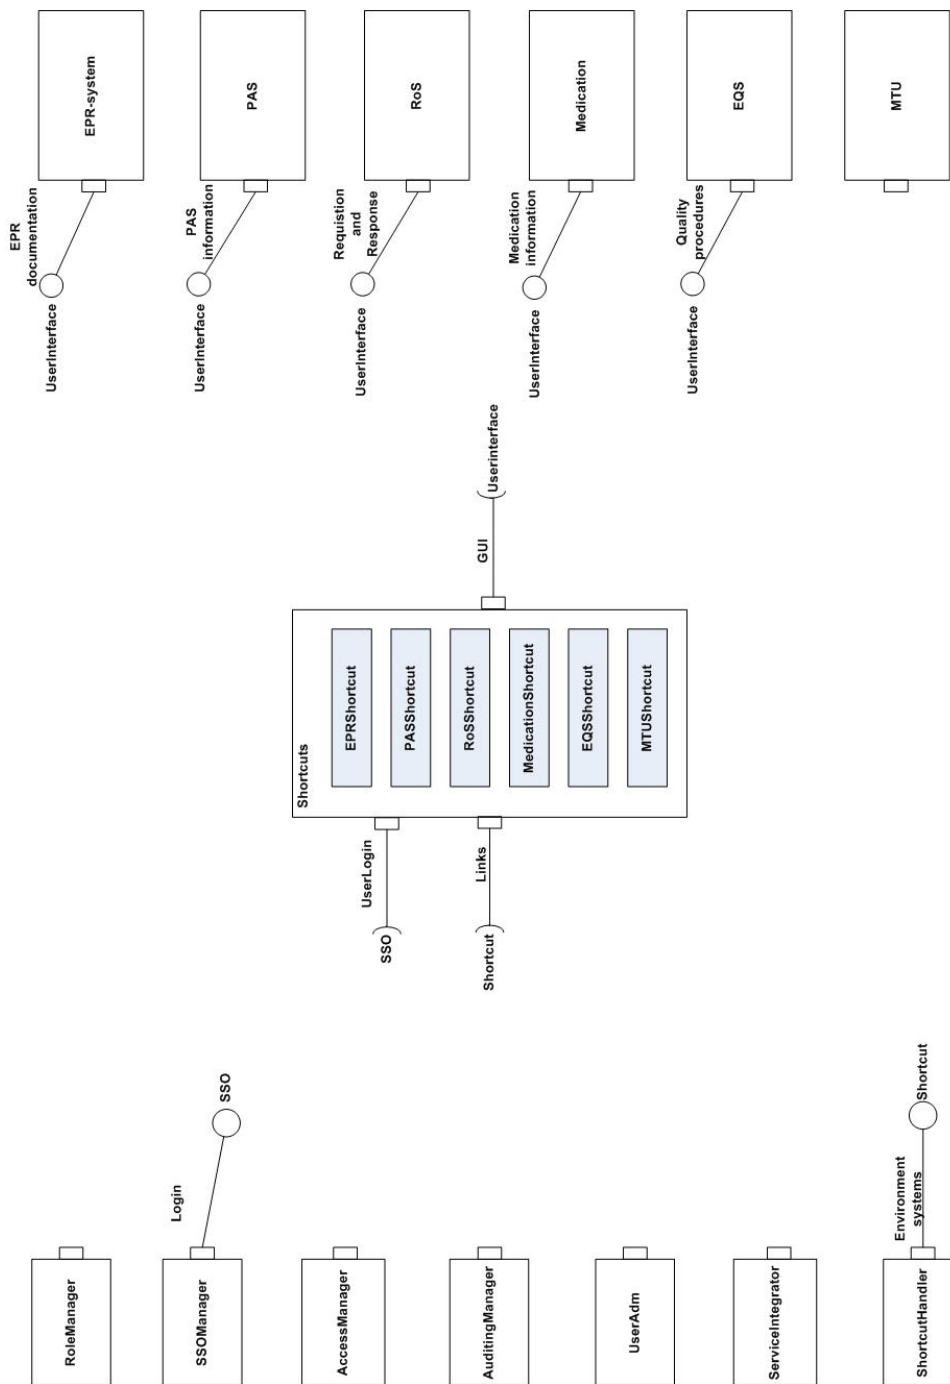 RoleManager
Login
SSO
SSOManager
AccessManager
AuditingManager
UserAdm
ServiceIntegrator
Environment
systems
Shortcut
ShortcutHandler
Shortcuts
EPRShortcut
PASShortcut
RoSShortcut
MedicationShortcut
EQSShortcut
MTUShortcut
UserLogin
SSO
Links
Shortcut
GUI
Userinterface
EPR
documentation
UserInterface
EPR-system
PAS
information
UserInterface
PAS
Requistion
and
Response
UserInterface
RoS
Medication
information
UserInterface
Medication
Quality
procedures
UserInterface
EQS
MTU